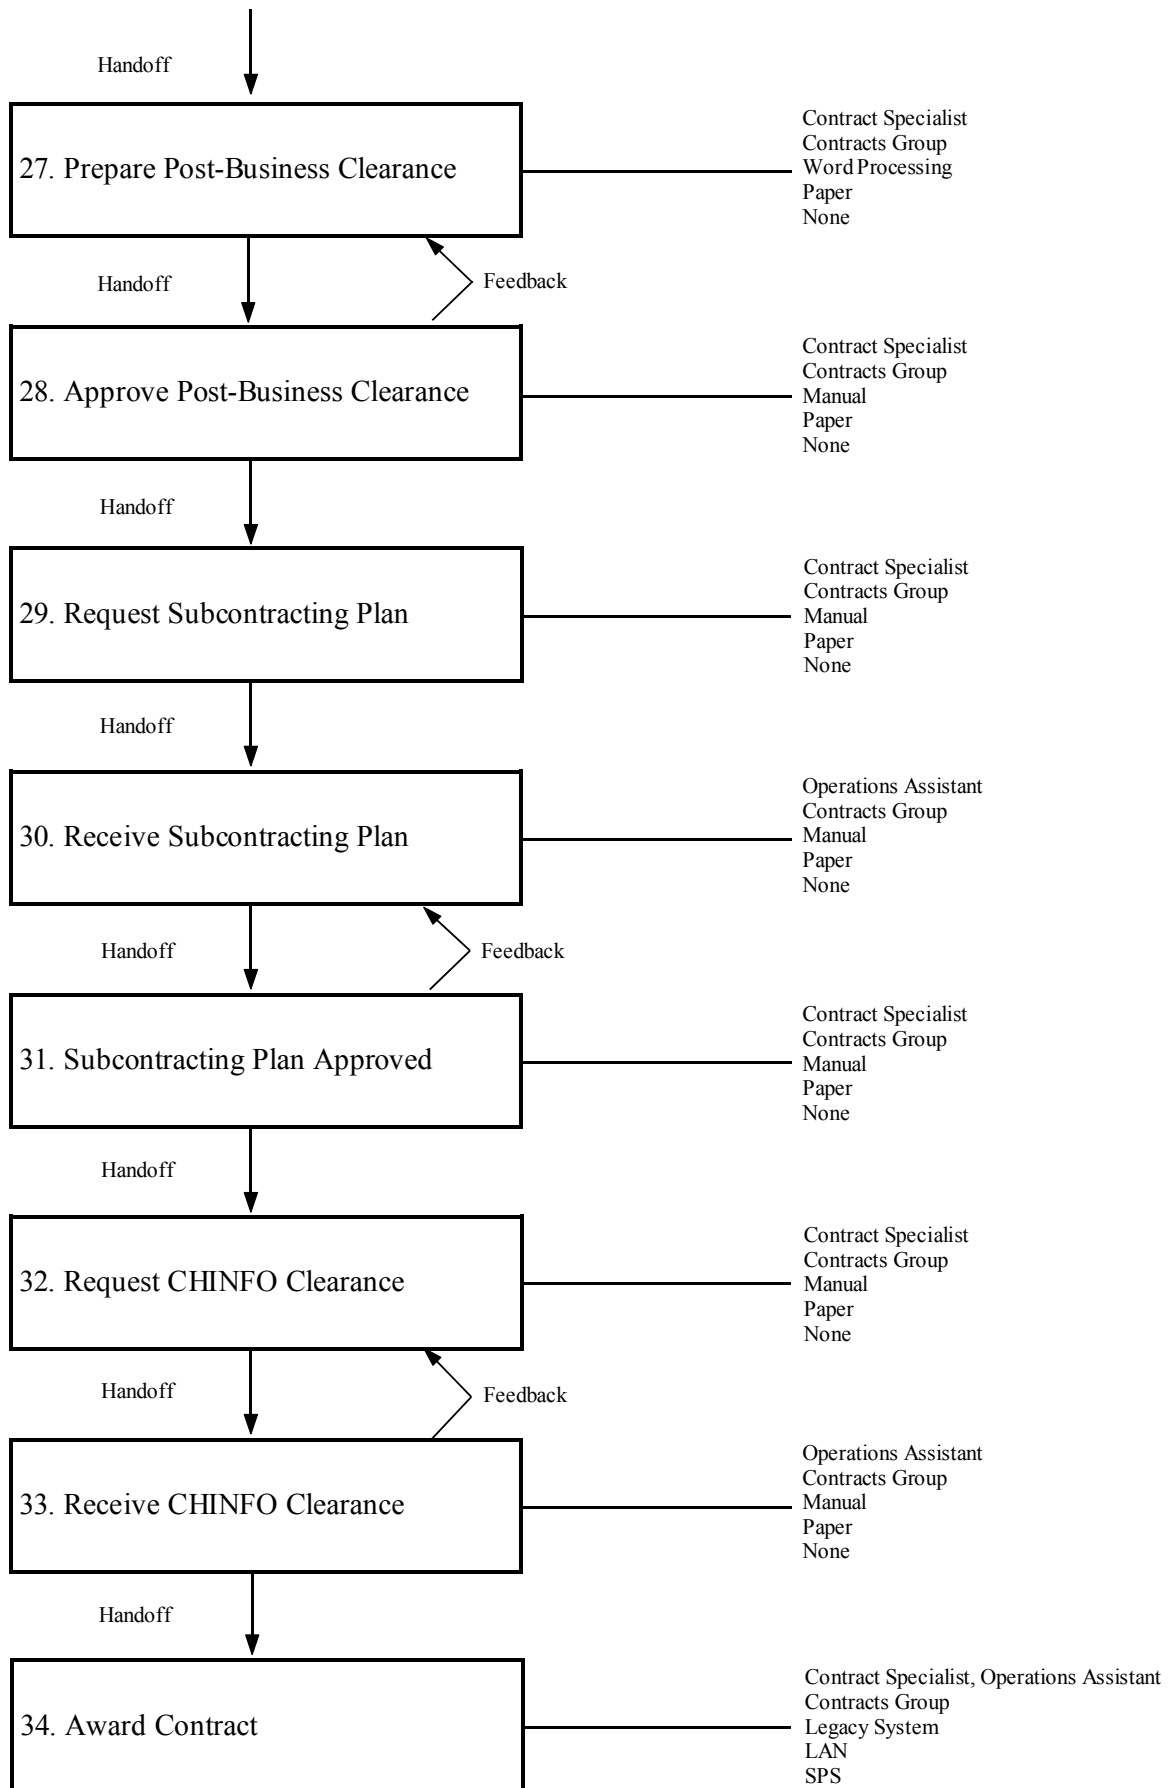 Handoff
27. Prepare Post-Business Clearance
Contract Specialist
Contracts Group
Word Processing
Paper
None
Handoff
Feedback
28. Approve Post-Business Clearance
Contract Specialist
Contracts Group
Manual
Paper
None
Handoff
29. Request Subcontracting Plan
Contract Specialist
Contracts Group
Manual
Paper
None
Handoff
30. Receive Subcontracting Plan
Operations Assistant
Contracts Group
Manual
Paper
None
Handoff
Feedback
31. Subcontracting Plan Approved
Contract Specialist
Contracts Group
Manual
Paper
None
Handoff
32. Request CHINFO Clearance
Contract Specialist
Contracts Group
Manual
Paper
None
Handoff
Feedback
33. Receive CHINFO Clearance
Operations Assistant
Contracts Group
Manual
Paper
None
Handoff
34. Award Contract
Contract Specialist, Operations Assistant
Contracts Group
Legacy System
LAN
SPS